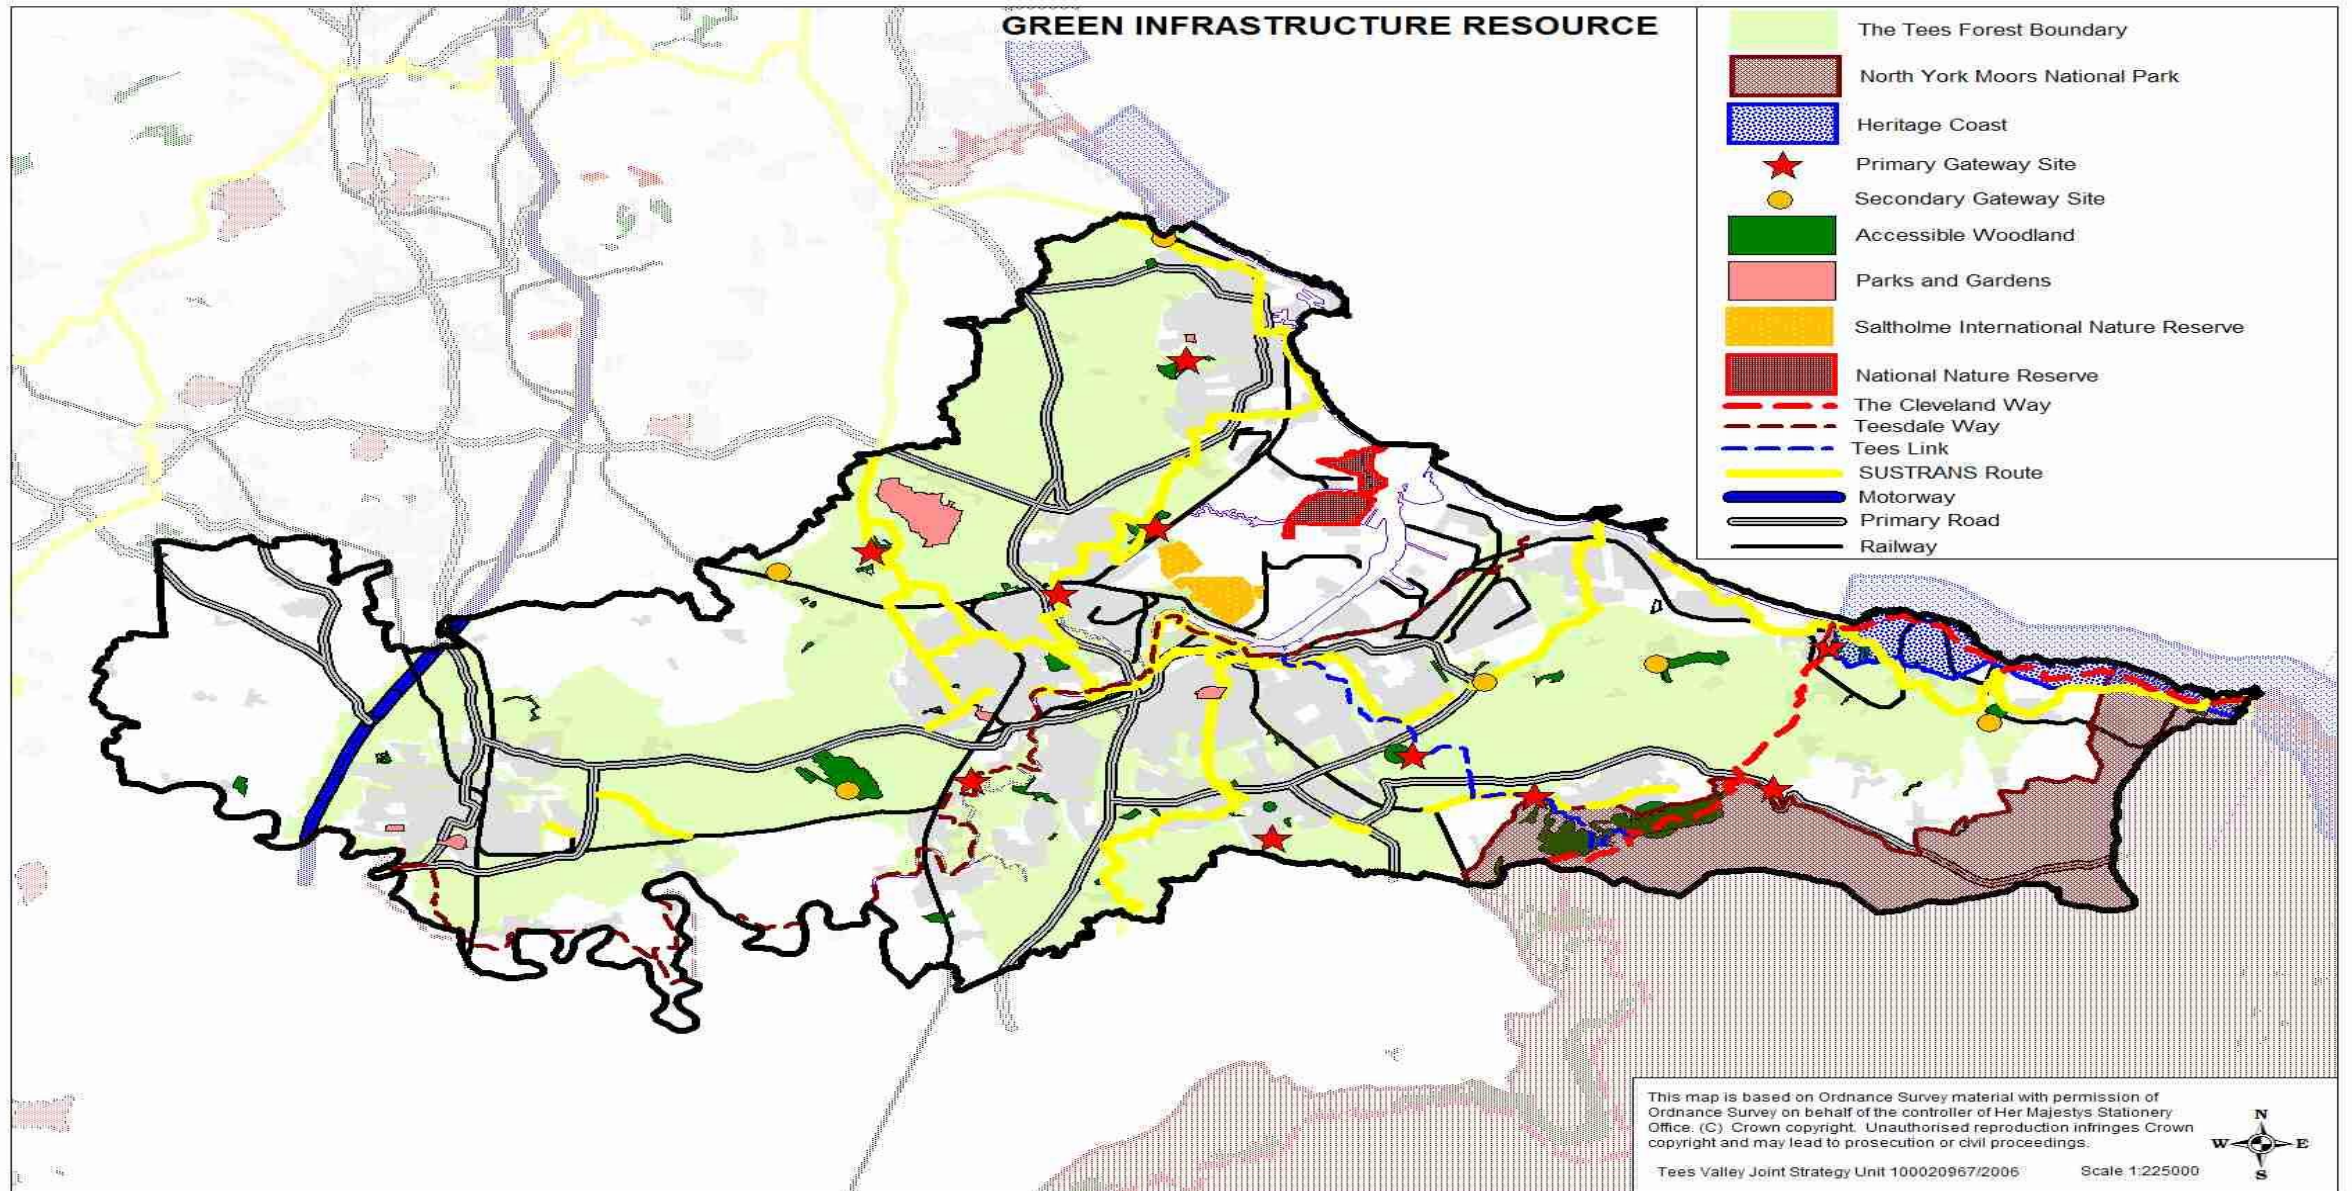 GREEN INFRASTRUCTURE RESOURCE
The Tees Forest Boundary
North York Moors National Park
Heritage Coast
Primary Gateway Site
Secondary Gateway Site
Accessible Woodland
Parks and Gardens
Saltholme International Nature Reserve
National Nature Reserve
The Cleveland Way
Teesdale Way
Tees Link
SUSTRANS Route
Motorway
Primary Road
Railway
This map is based on Ordnance Survey material with permission of
Ordnance Survey on behalf of the controller of Her Majestys Stationery
Office. (C) Crown copyright. Unauthorised reproduction infringes Crown
copyright and may lead to prosecution or civil proceedings.
Tees Valley Joint Strategy Unit 100020967/2006 Scale 1:225000
N
W E
S